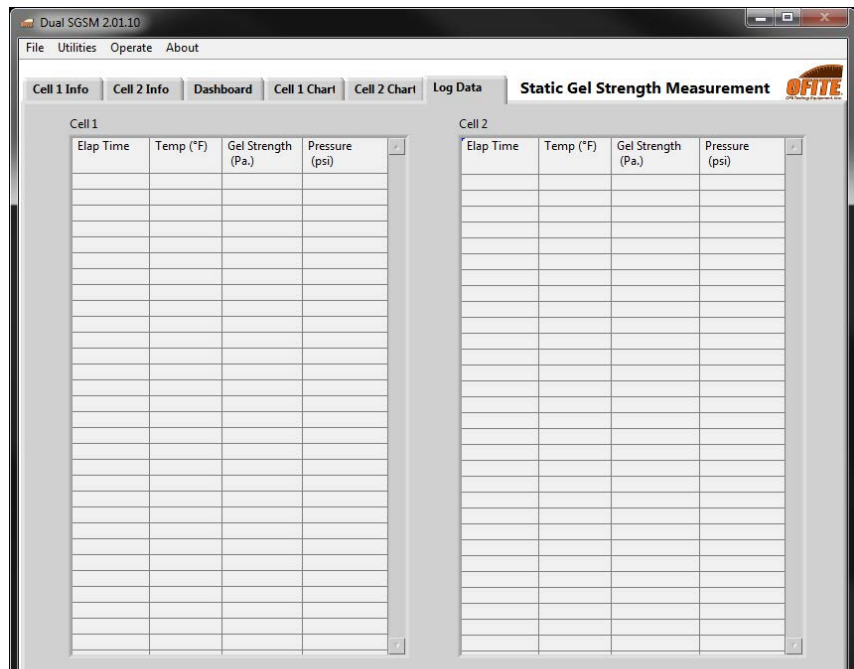 Dual SGSM 2.01.10
File Utilities Operate About
Cell 1 Info Cell 2 Info Dashboard Cell 1 Chart Cell 2 Chart Log Data Static Gel Strength Measurement OFITE
Cell 1 Cell 2
Elap Time Temp (°F) Gel Strength Pressure Elap Time Temp (°F) Gel Strength Pressure
(Pa.) (psi) (Pa.) (psi)